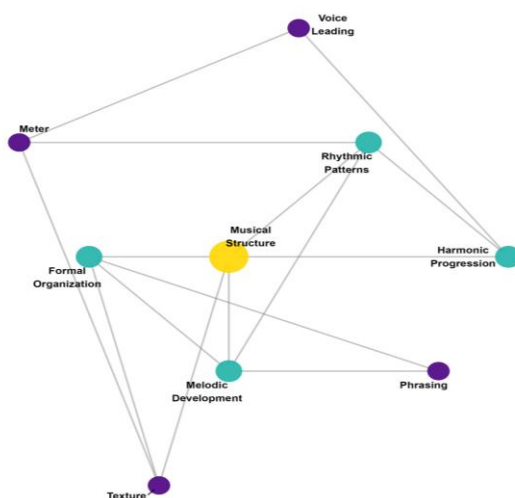 Voice
Leading
Meter
Rhythmic
Patterns
Musical
Structure
Harmonic
Progression
Formal
Organization
Melodic
Development
Phrasing
Texture